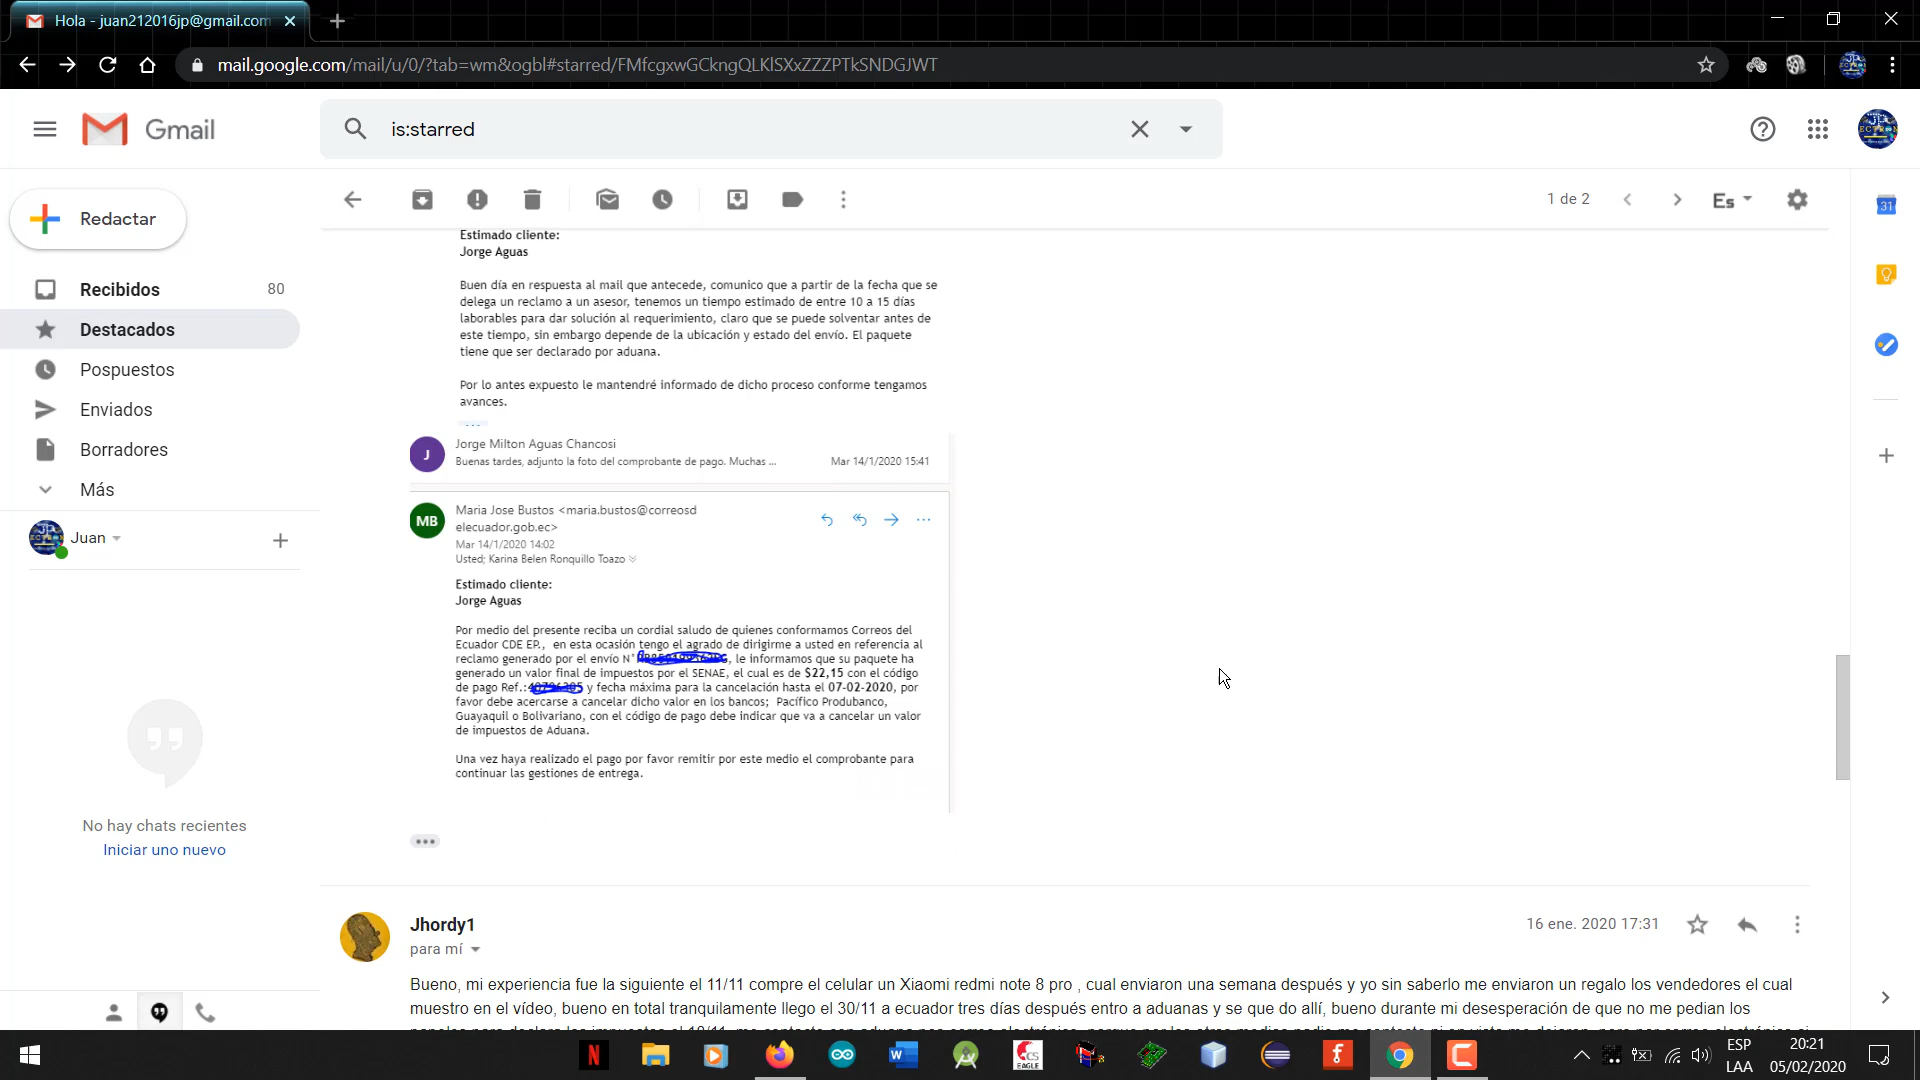 Hola - juan212016jp@gmail.com
mail.google.com/mail/u/0/?tab=wm&ogbl#starred/FMfcgxwGCkngQLKlSXxZZZPTkSNDGJWT
Gmail
is:starred
Redactar
1 de 2
Es
Recibidos 80
Destacados
Pospuestos
Enviados
Borradores
Más
Juan
No hay chats recientes
Iniciar uno nuevo
Estimado cliente:
Jorge Aguas
Buen día en respuesta al mail que antecede, comunico que a partir de la fecha que se
delega un reclamo a un asesor, tenemos un tiempo estimado de entre 10 a 15 días
laborables para dar solución al requerimiento, claro que se puede solventar antes de
este tiempo, sin embargo depende de la ubicación y estado del envío. El paquete
tiene que ser declarado por aduana.
Por lo antes expuesto le mantendré informado de dicho proceso conforme tengamos
avances.
J
Jorge Milton Aguas Chancosi
Buenas tardes, adjunto la foto del comprobante de pago. Muchas ... Mar 14/1/2020 15:41
MB
Maria Jose Bustos <maria.bustos@correosd
elecuador.gob.ec>
Mar 14/1/2020 14:02
Usted; Karina Belen Ronquillo Toazo
Estimado cliente:
Jorge Aguas
Por medio del presente reciba un cordial saludo de quienes conformamos Correos del
Ecuador CDE EP., en esta ocasión tengo el agrado de dirigirme a usted en referencia al
reclamo generado por el envío N° , le informamos que su paquete ha
generado un valor final de impuestos por el SENAE, el cual es de $22,15 con el código
de pago Ref.: y fecha máxima para la cancelación hasta el 07-02-2020, por
favor debe acercarse a cancelar dicho valor en los bancos; Pacífico Produbanco,
Guayaquil o Bolivariano, con el código de pago debe indicar que va a cancelar un valor
de impuestos de Aduana.
Una vez haya realizado el pago por favor remitir por este medio el comprobante para
continuar las gestiones de entrega.
Jhordy1
16 ene. 2020 17:31
para mí
Bueno, mi experiencia fue la siguiente el 11/11 compre el celular un Xiaomi redmi note 8 pro , cual enviaron una semana después y yo sin saberlo me enviaron un regalo los vendedores el cual
muestro en el vídeo, bueno en total tranquilamente llego el 30/11 a ecuador tres días después entro a aduanas y se que do allí, bueno durante mi desesperación de que no me pedian los
31
EAGLE
ESP
LAA
20:21
05/02/2020